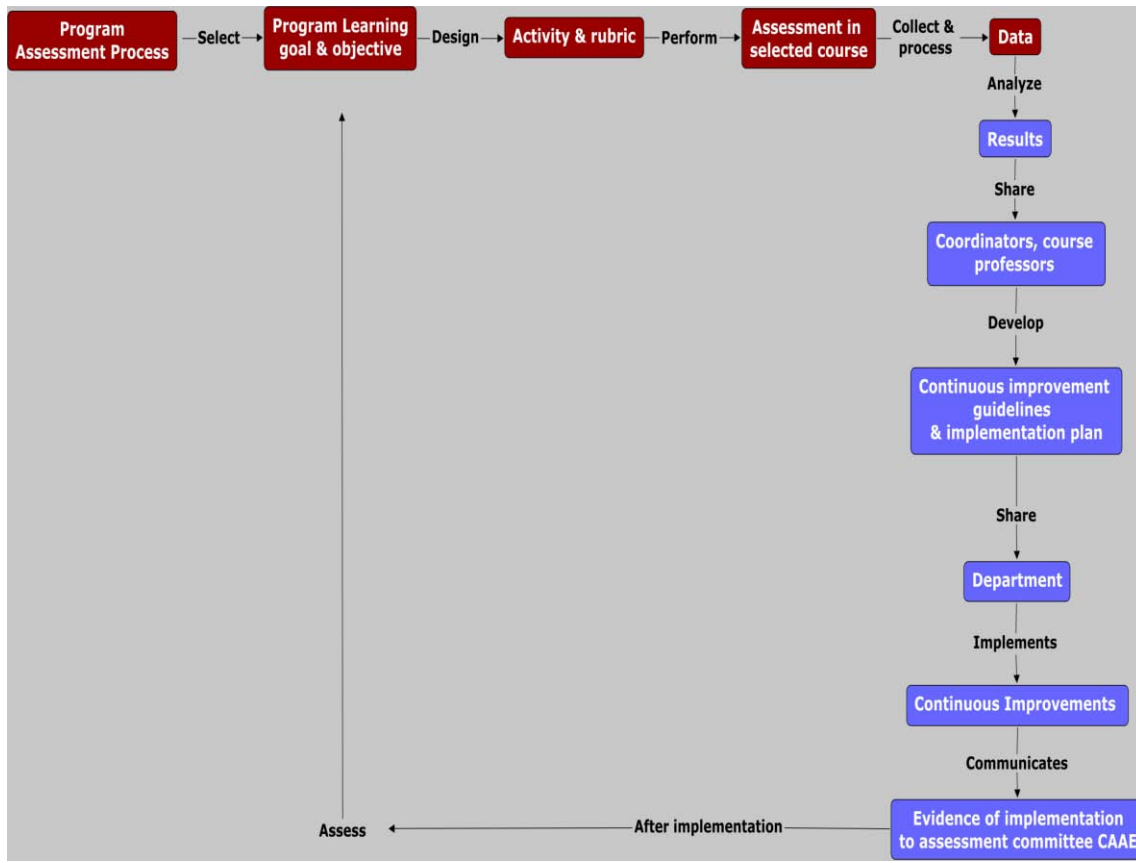 Program
Assessment Process
Select
Program Learning
goal & objective
Design
Activity & rubric
Perform
Assessment in
selected course
Collect &
process
Data
Analyze
Results
Share
Coordinators, course
professors
Develop
Continuous improvement
guidelines
& implementation plan
Share
Department
Implements
Continuous Improvements
Communicates
Evidence of implementation
to assessment committee CAAE
After implementation
Assess